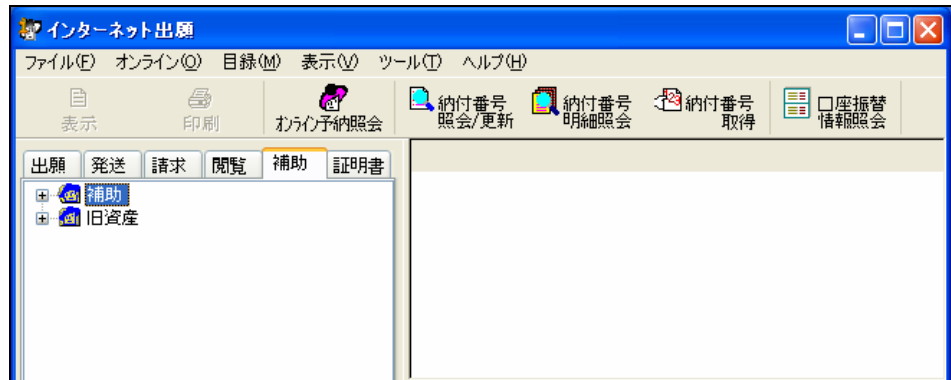 インターネット出願
ファイル(F) オンライン(O) 目録(M) 表示(V) ツール(T) ヘルプ(H)
表示
印刷
オンライン予納照会
納付番号
照会/更新
納付番号
明細照会
納付番号
取得
口座振替
情報照会
出願 発送 請求 閲覧 補助 証明書
補助
旧資産